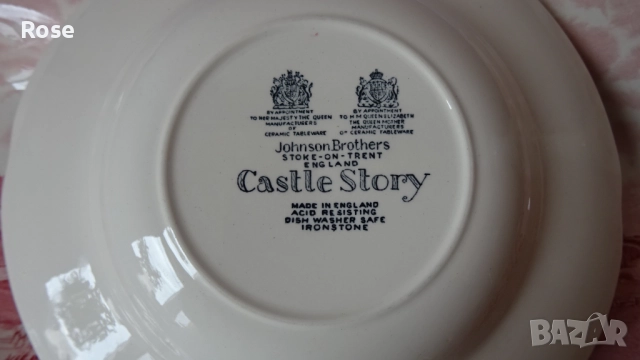 Rose
BY APPOINTMENT
TO HER MAJESTY THE QUEEN
MANUFACTURERS
OF
CERAMIC TABLEWARE
BY APPOINTMENT
TO H M QUEEN ELIZABETH
THE QUEEN MOTHER
MANUFACTURERS
OF CERAMIC TABLEWARE
Johnson Brothers
STOKE-ON-TRENT
ENGLAND
Castle Story
MADE IN ENGLAND
ACID RESISTING
DISH WASHER SAFE
IRONSTONE
BAZAR